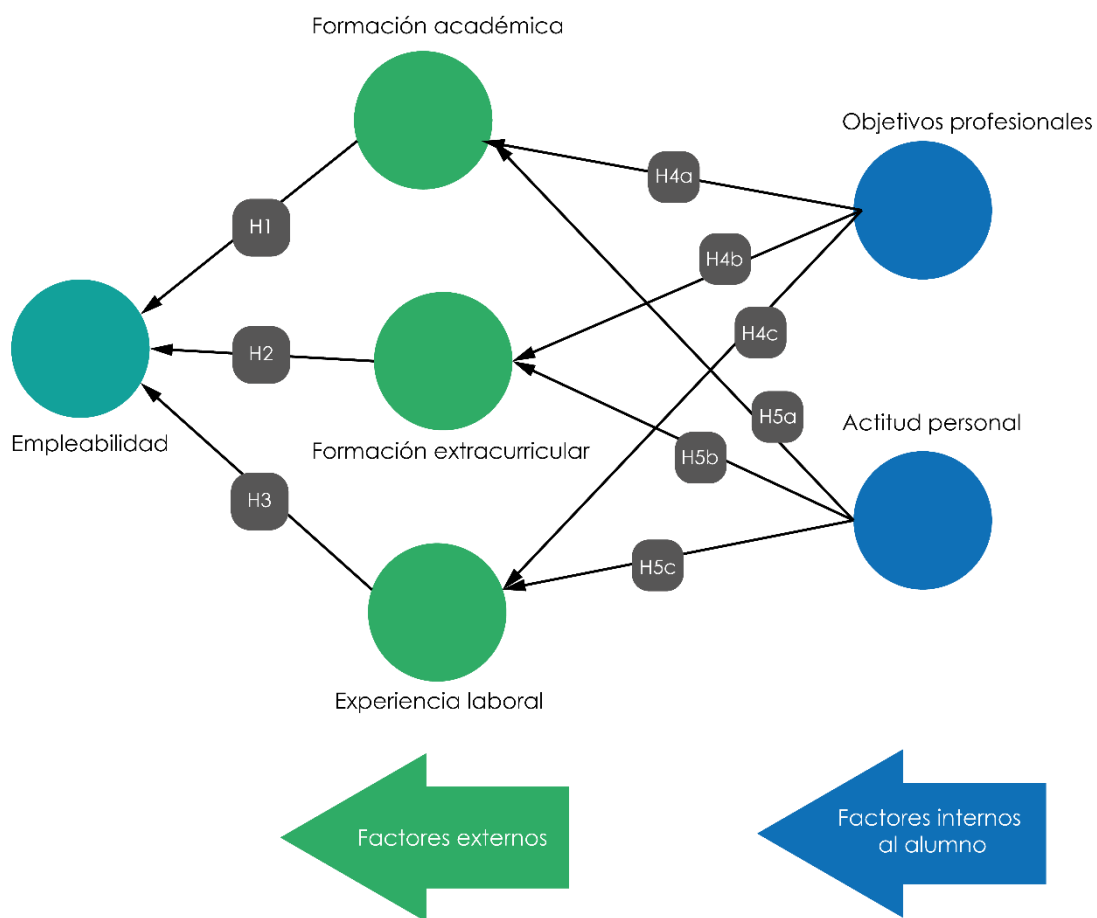 Formación académica
Objetivos profesionales
H4a
H1
H4b
H4c
H2
H5a
Actitud personal
Empleabilidad
Formación extracurricular
H5b
H3
H5c
Experiencia laboral
Factores externos
Factores internos
al alumno